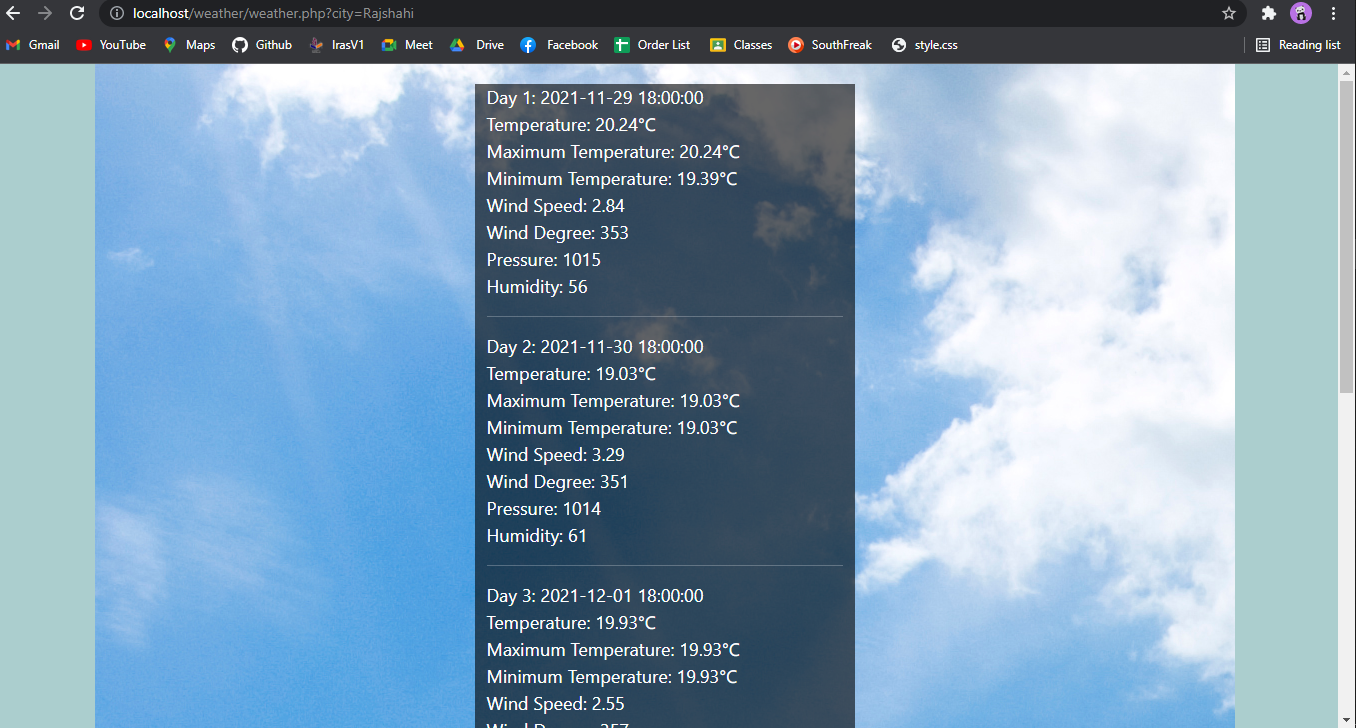 localhost/weather/weather.php?city=Rajshahi
Gmail YouTube Maps Github IrasV1 Meet Drive Facebook Order List Classes SouthFreak style.css Reading list
Day 1: 2021-11-29 18:00:00
Temperature: 20.24°C
Maximum Temperature: 20.24°C
Minimum Temperature: 19.39°C
Wind Speed: 2.84
Wind Degree: 353
Pressure: 1015
Humidity: 56
Day 2: 2021-11-30 18:00:00
Temperature: 19.03°C
Maximum Temperature: 19.03°C
Minimum Temperature: 19.03°C
Wind Speed: 3.29
Wind Degree: 351
Pressure: 1014
Humidity: 61
Day 3: 2021-12-01 18:00:00
Temperature: 19.93°C
Maximum Temperature: 19.93°C
Minimum Temperature: 19.93°C
Wind Speed: 2.55
Wind Degree: 357